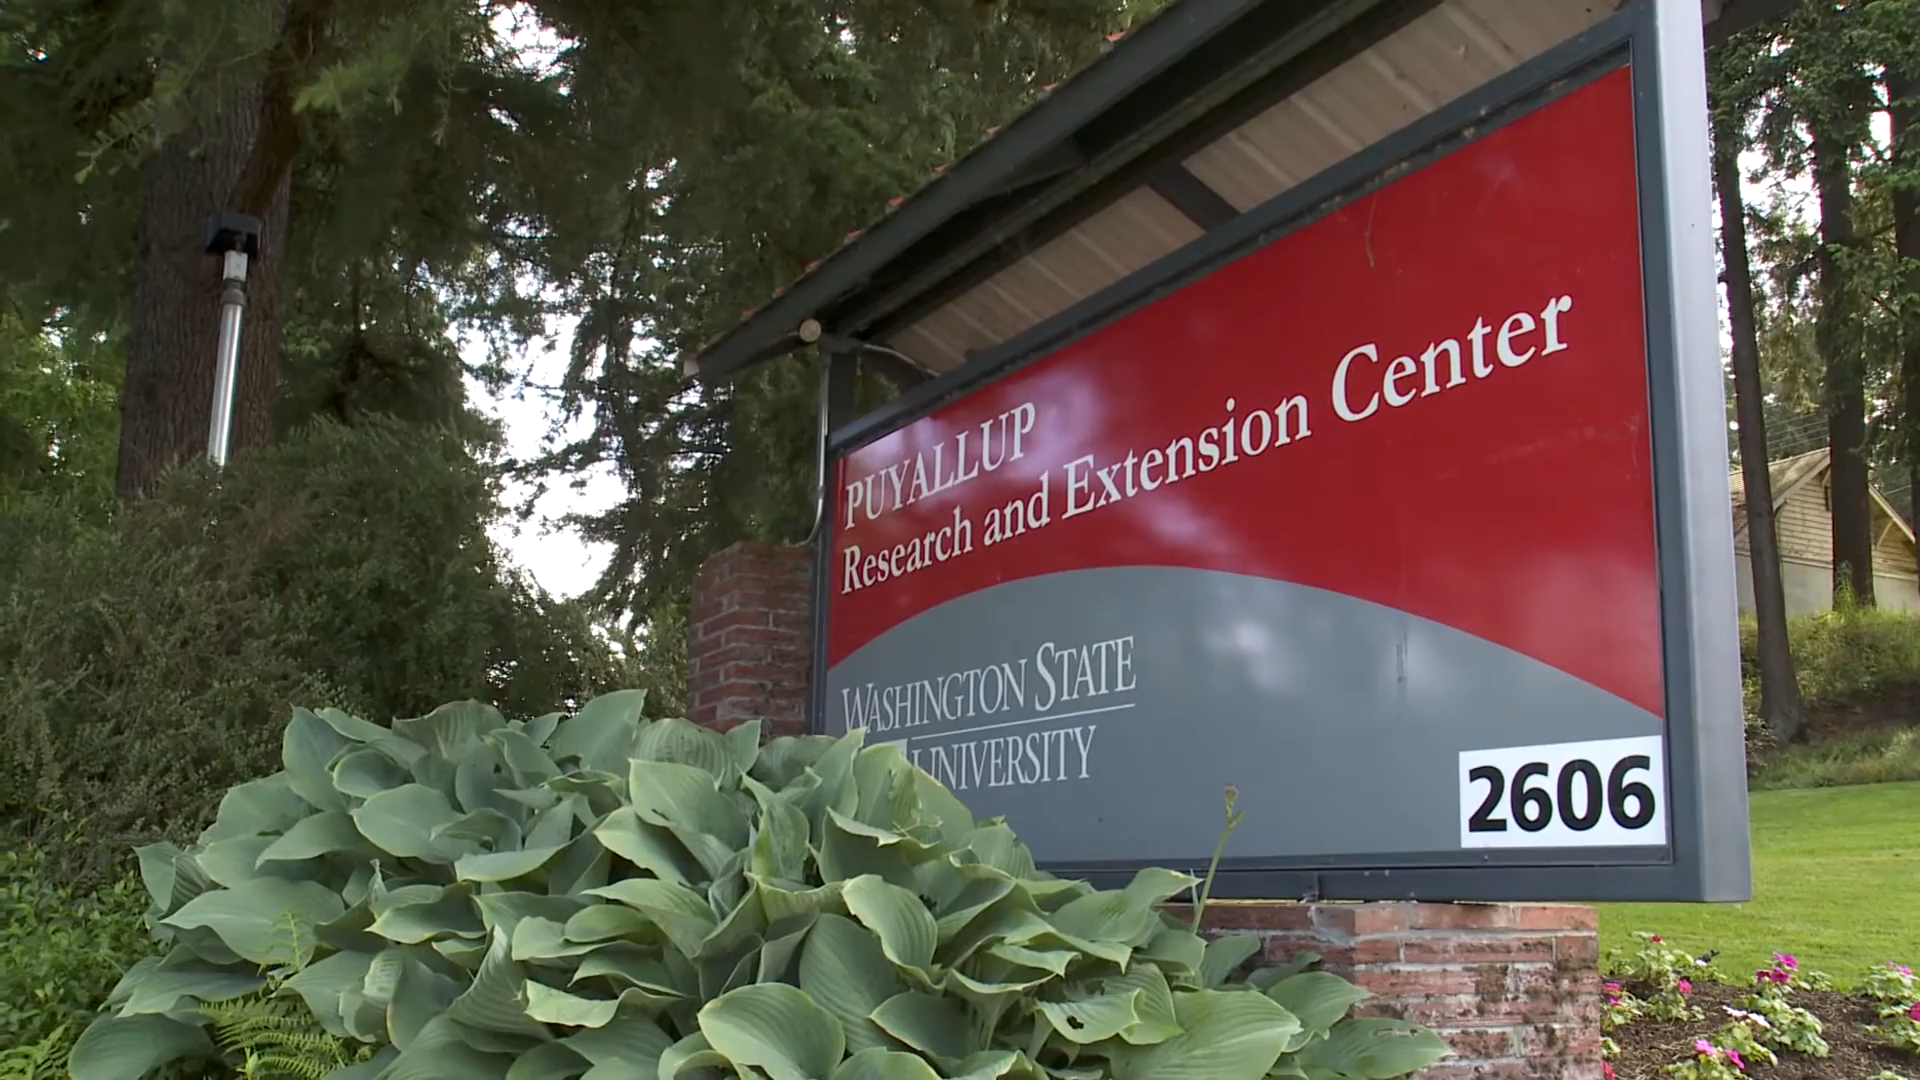 PUYALLUP
Research and Extension Center
WASHINGTON STATE
UNIVERSITY
2606